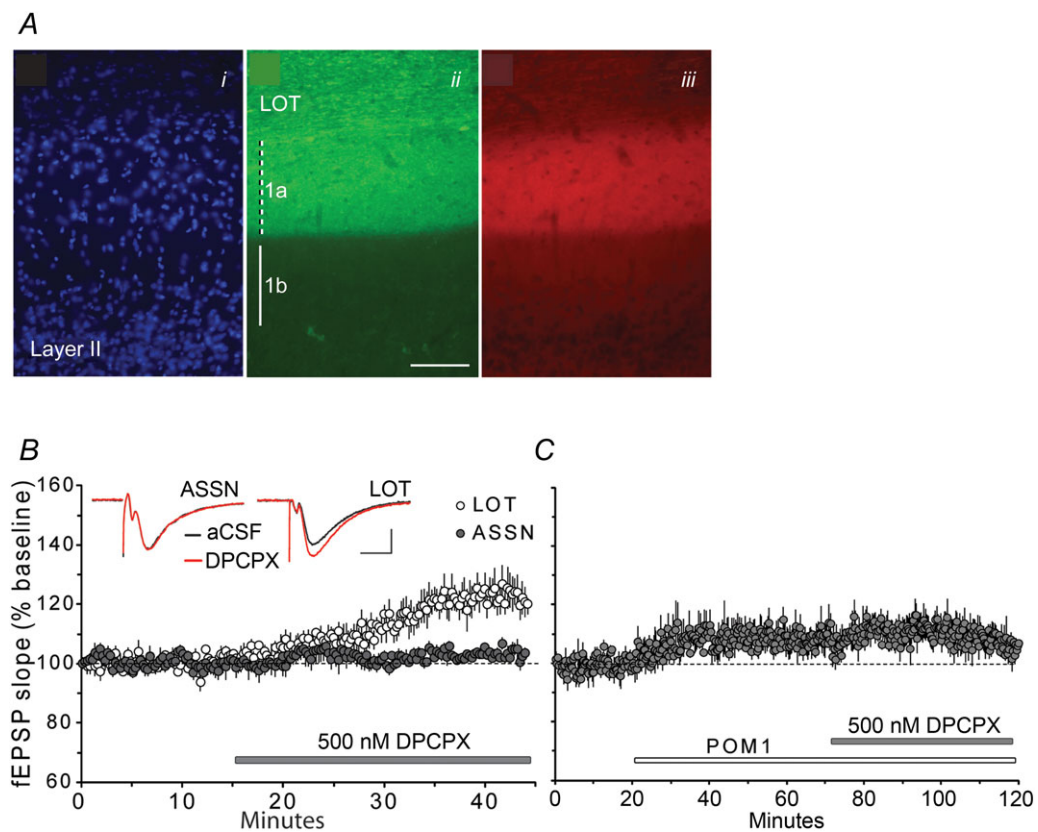 A
i
ii
iii
LOT
1a
1b
Layer II
B
C
fEPSP slope (% baseline)
160
140
120
100
80
60
ASSN
LOT
aCSF
DPCPX
LOT
ASSN
500 nM DPCPX
0
10
20
30
40
Minutes
500 nM DPCPX
POM1
0
20
40
60
80
100
120
Minutes